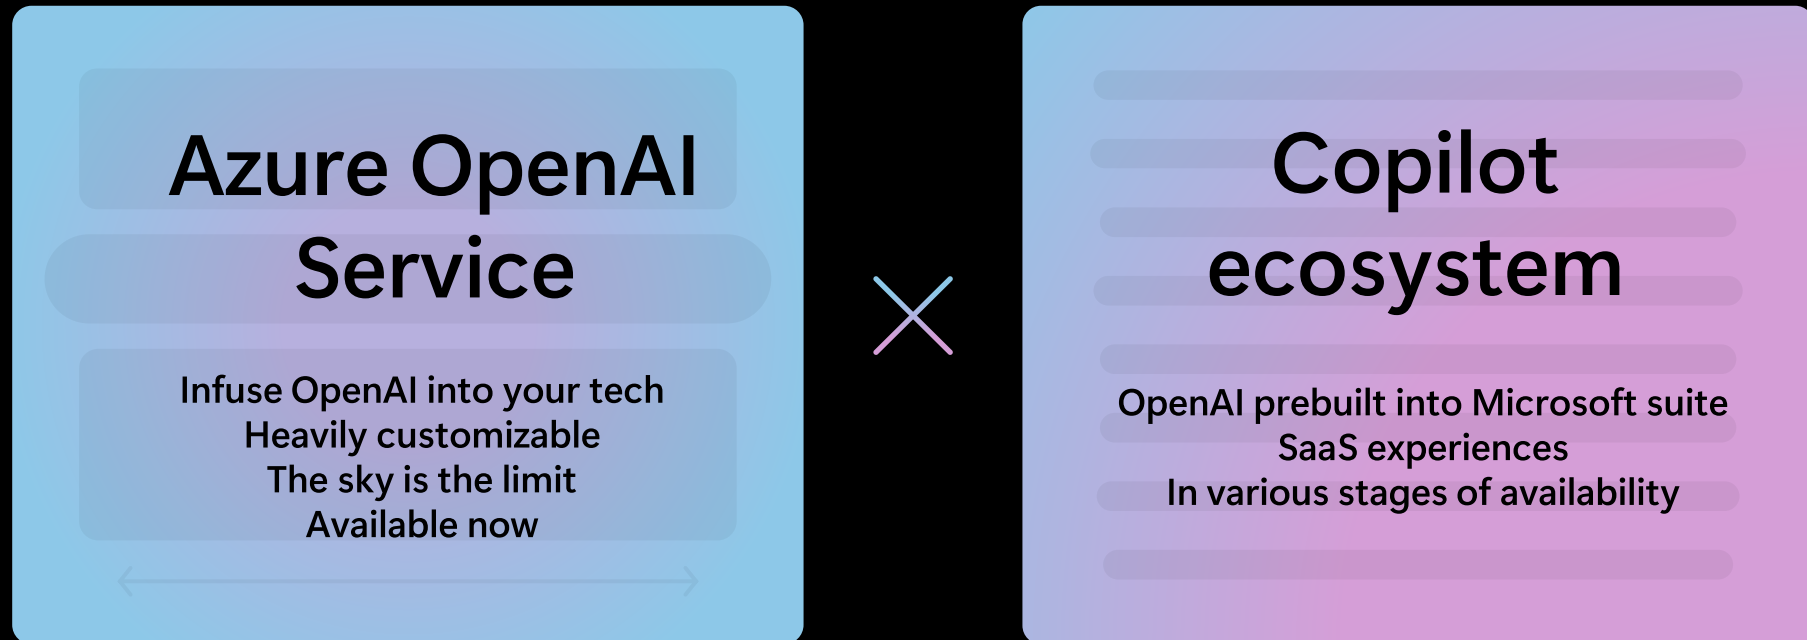 Azure OpenAI
Service
Infuse OpenAI into your tech
Heavily customizable
The sky is the limit
Available now
Copilot
ecosystem
OpenAI prebuilt into Microsoft suite
SaaS experiences
In various stages of availability